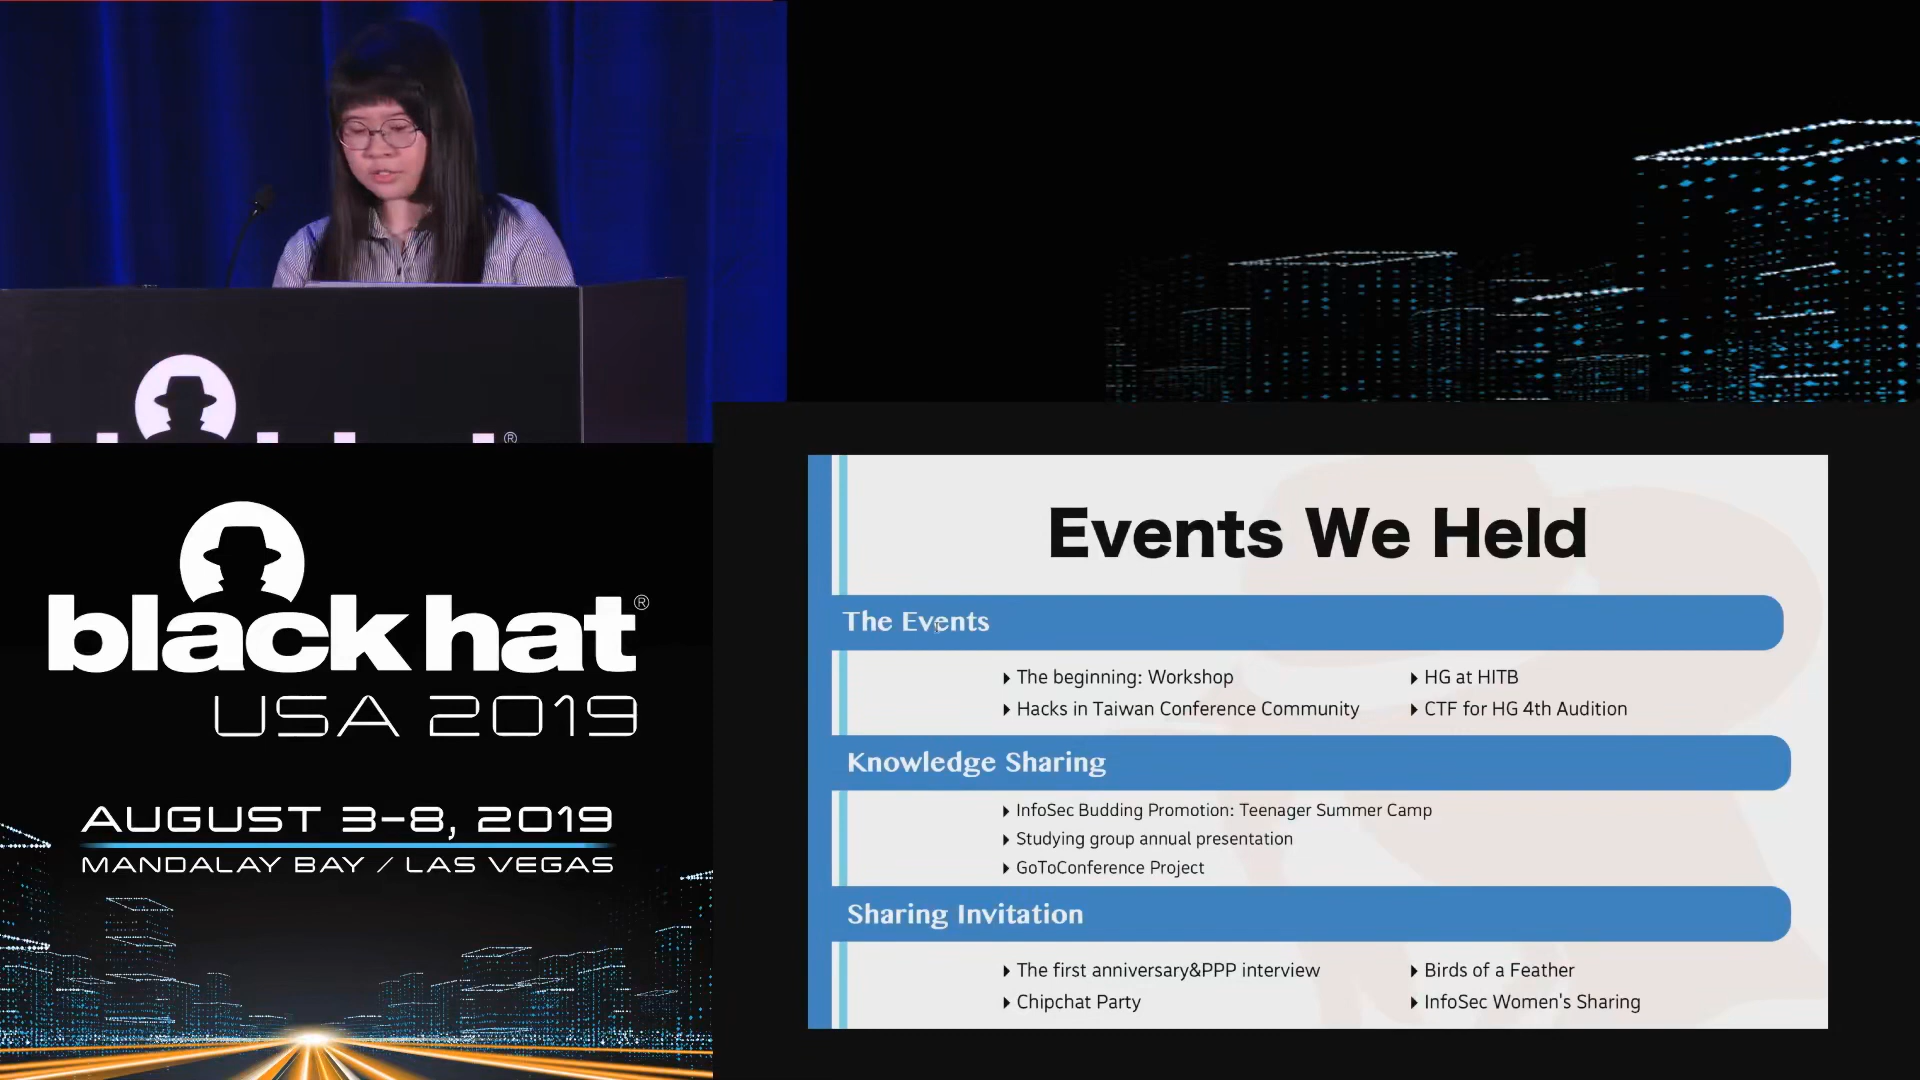 ®
black hat®
USA 2019
AUGUST 3-8, 2019
MANDALAY BAY / LAS VEGAS
Events We Held
The Events
The beginning: Workshop
Hacks in Taiwan Conference Community
HG at HITB
CTF for HG 4th Audition
Knowledge Sharing
InfoSec Budding Promotion: Teenager Summer Camp
Studying group annual presentation
GoToConference Project
Sharing Invitation
The first anniversary&PPP interview
Chipchat Party
Birds of a Feather
InfoSec Women's Sharing